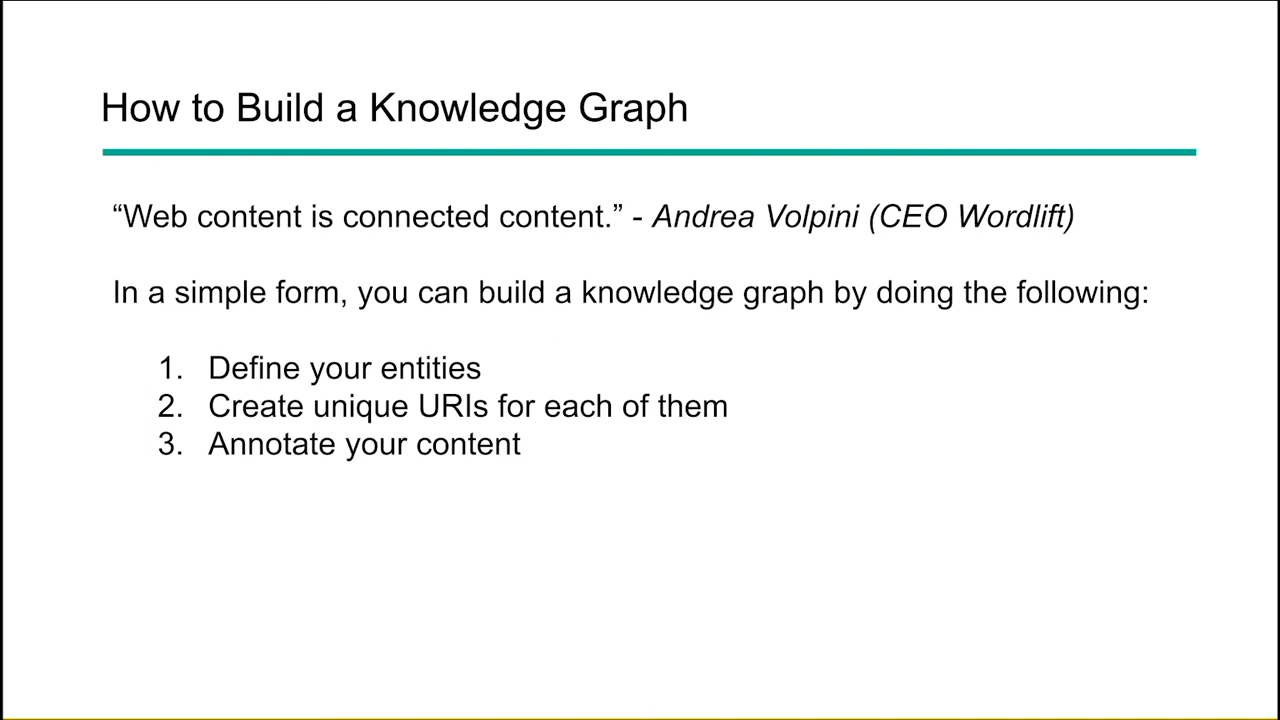 How to Build a Knowledge Graph
“Web content is connected content.” - Andrea Volpini (CEO Wordlift)
In a simple form, you can build a knowledge graph by doing the following:
1. Define your entities
2. Create unique URIs for each of them
3. Annotate your content